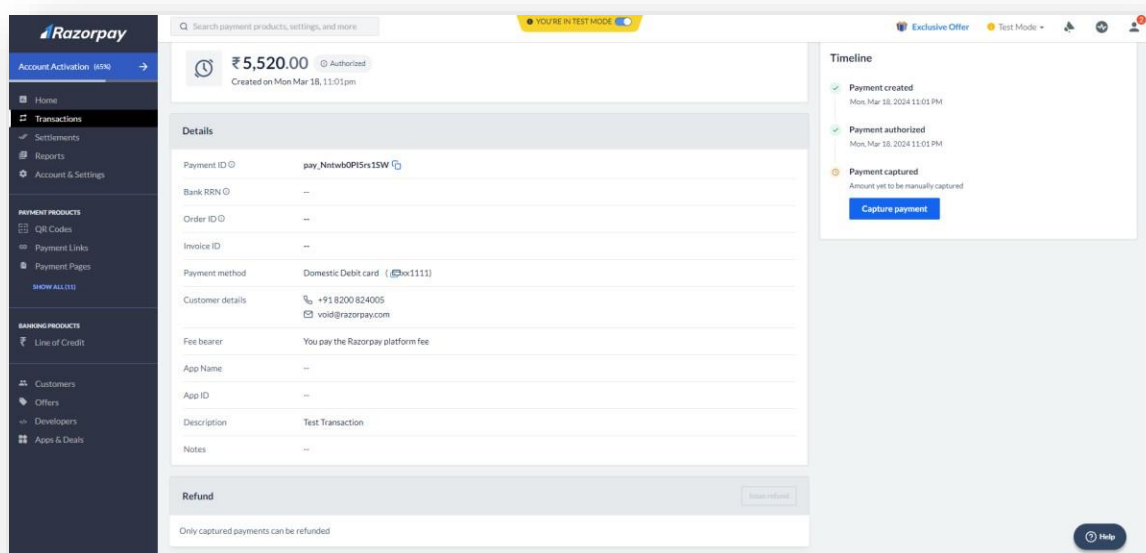 Razorpay
Search payment products, settings, and more
YOU'RE IN TEST MODE
Exclusive Offer
Test Mode
2
Account Activation (65%)
Home
Transactions
Settlements
Reports
Account & Settings
PAYMENT PRODUCTS
QR Codes
Payment Links
Payment Pages
SHOW ALL (11)
BANKING PRODUCTS
₹ Line of Credit
Customers
Offers
Developers
Apps & Deals
₹5,520.00 Authorized
Created on Mon Mar 18, 11:01pm
Details
Payment ID pay_Nntwb0PI5rs1SW
Bank RRN --
Order ID --
Invoice ID --
Payment method Domestic Debit card ( xx1111)
Customer details +91 8200 824005
void@razorpay.com
Fee bearer You pay the Razorpay platform fee
App Name --
App ID --
Description Test Transaction
Notes --
Refund Issue refund
Only captured payments can be refunded
Timeline
Payment created
Mon, Mar 18, 2024 11:01 PM
Payment authorized
Mon, Mar 18, 2024 11:01 PM
Payment captured
Amount yet to be manually captured
Capture payment
Help